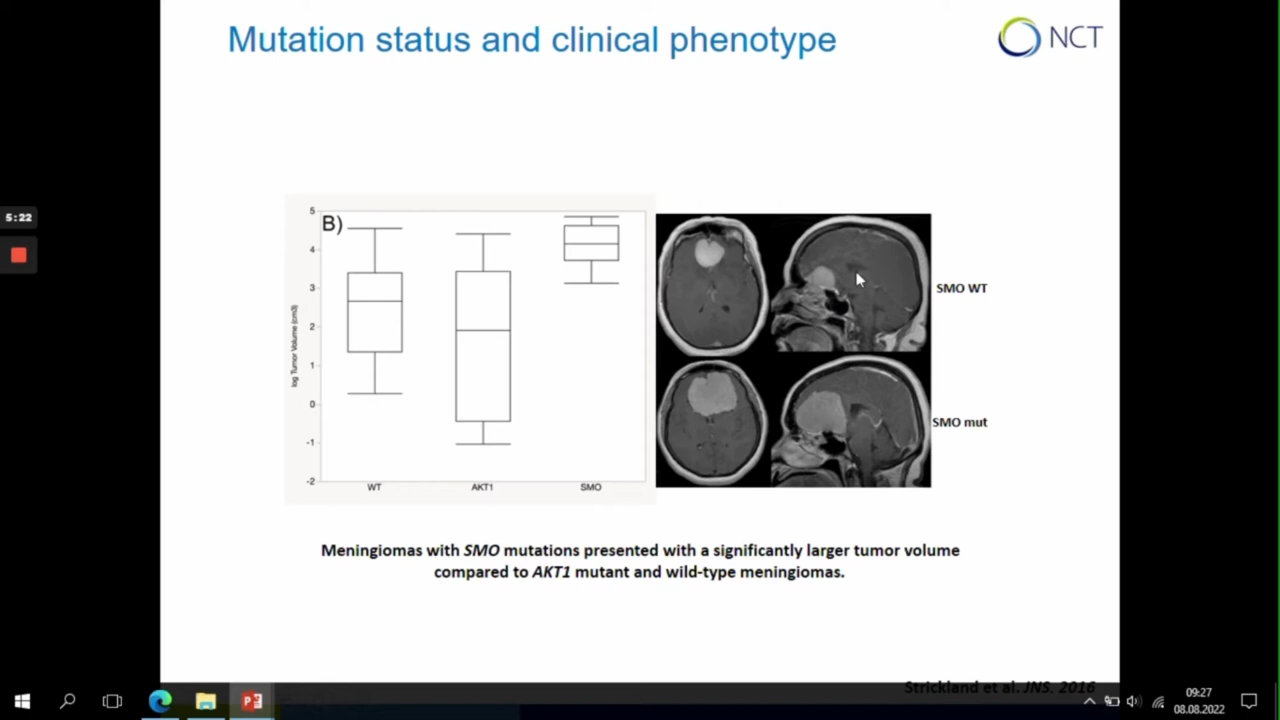 Mutation status and clinical phenotype
NCT
5:22
B)
5
4
3
2
1
0
-1
-2
log Tumor Volume (cm3)
WT
AKT1
SMO
SMO WT
SMO mut
Meningiomas with SMO mutations presented with a significantly larger tumor volume
compared to AKT1 mutant and wild-type meningiomas.
Strickland et al. JNS. 2016
09:27
08.08.2022